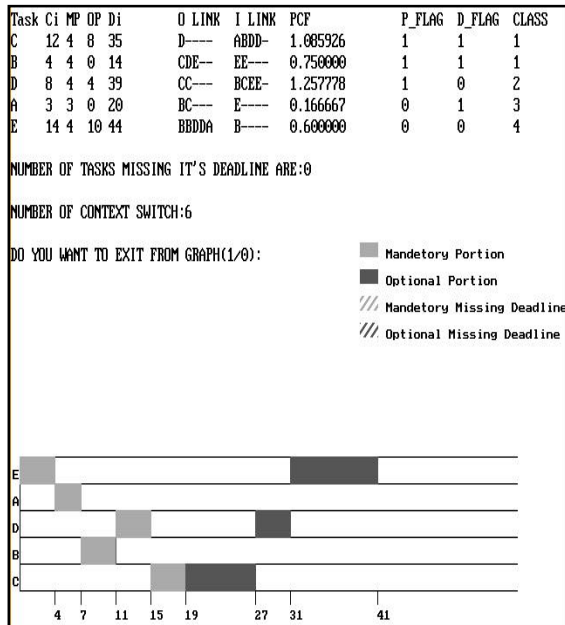 Task Ci MP OP Di O LINK I LINK PCF P_FLAG D_FLAG CLASS
C 12 4 8 35 D---- ABDD- 1.085926 1 1 1
B 4 4 0 14 CDE-- EE--- 0.750000 1 1 1
D 8 4 4 39 CC--- BCEE- 1.257778 1 0 2
A 3 3 0 20 BC--- E---- 0.166667 0 1 3
E 14 4 10 44 BBDDA B---- 0.600000 0 0 4
NUMBER OF TASKS MISSING IT'S DEADLINE ARE:0
NUMBER OF CONTEXT SWITCH:6
DO YOU WANT TO EXIT FROM GRAPH(1/0):
Mandetory Portion
Optional Portion
Mandetory Missing Deadline
Optional Missing Deadline
E
A
D
B
C
4 7 11 15 19 27 31 41